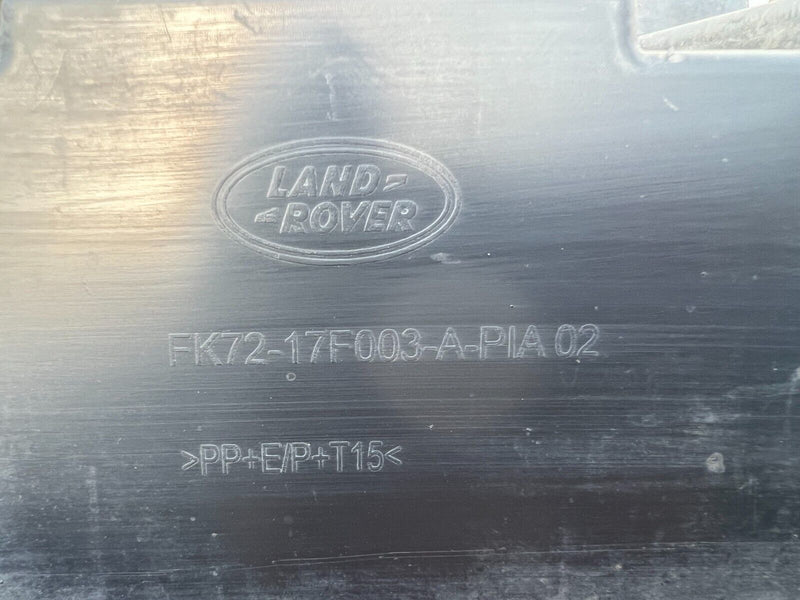 LAND-
-ROVER
FK72-17F003-A-PIA 02
>PP+E/P+T15<